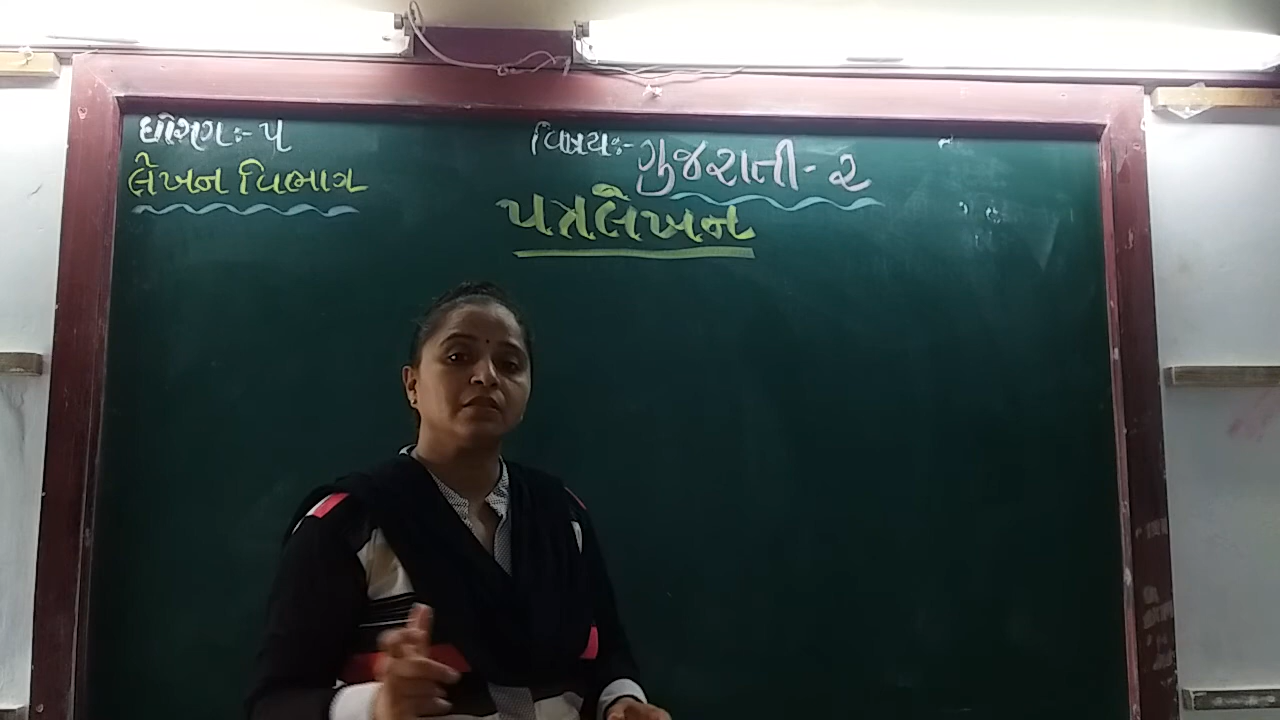 ધોરણ:- ૫
વિષય:- ગુજરાતી - ૨
લેખન વિભાગ
પત્રલેખન